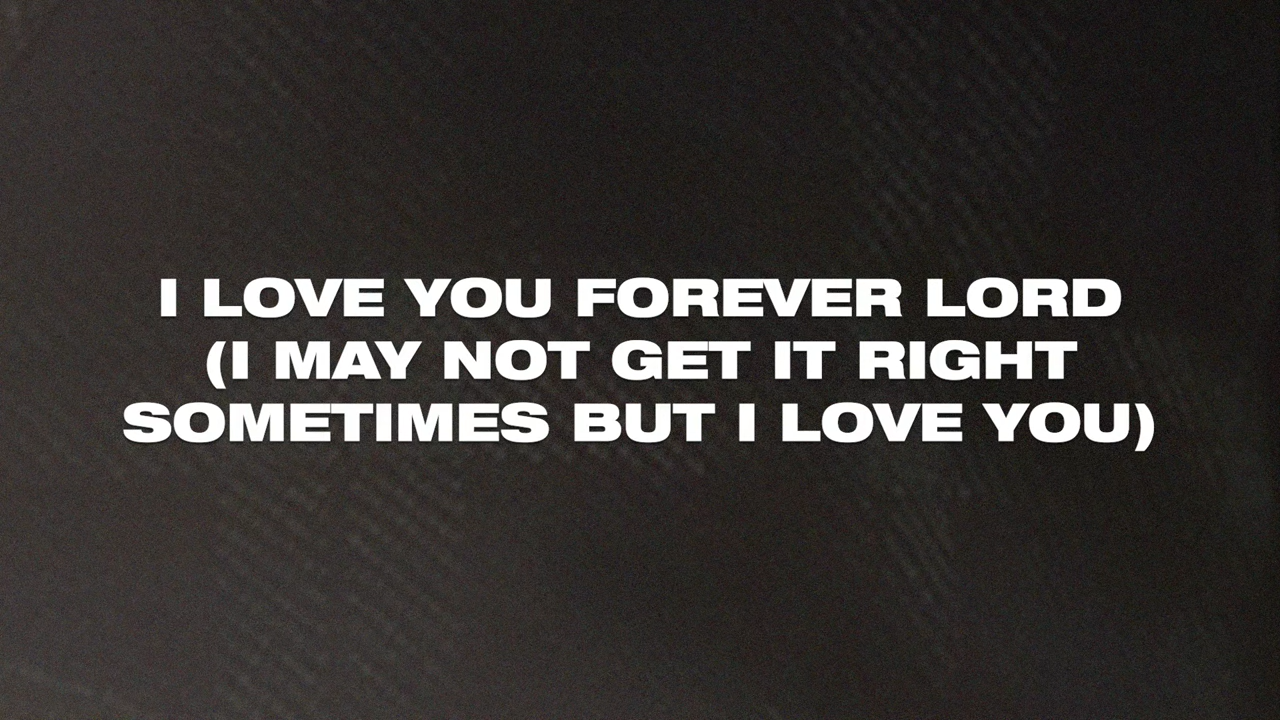 I LOVE YOU FOREVER LORD
(I MAY NOT GET IT RIGHT
SOMETIMES BUT I LOVE YOU)